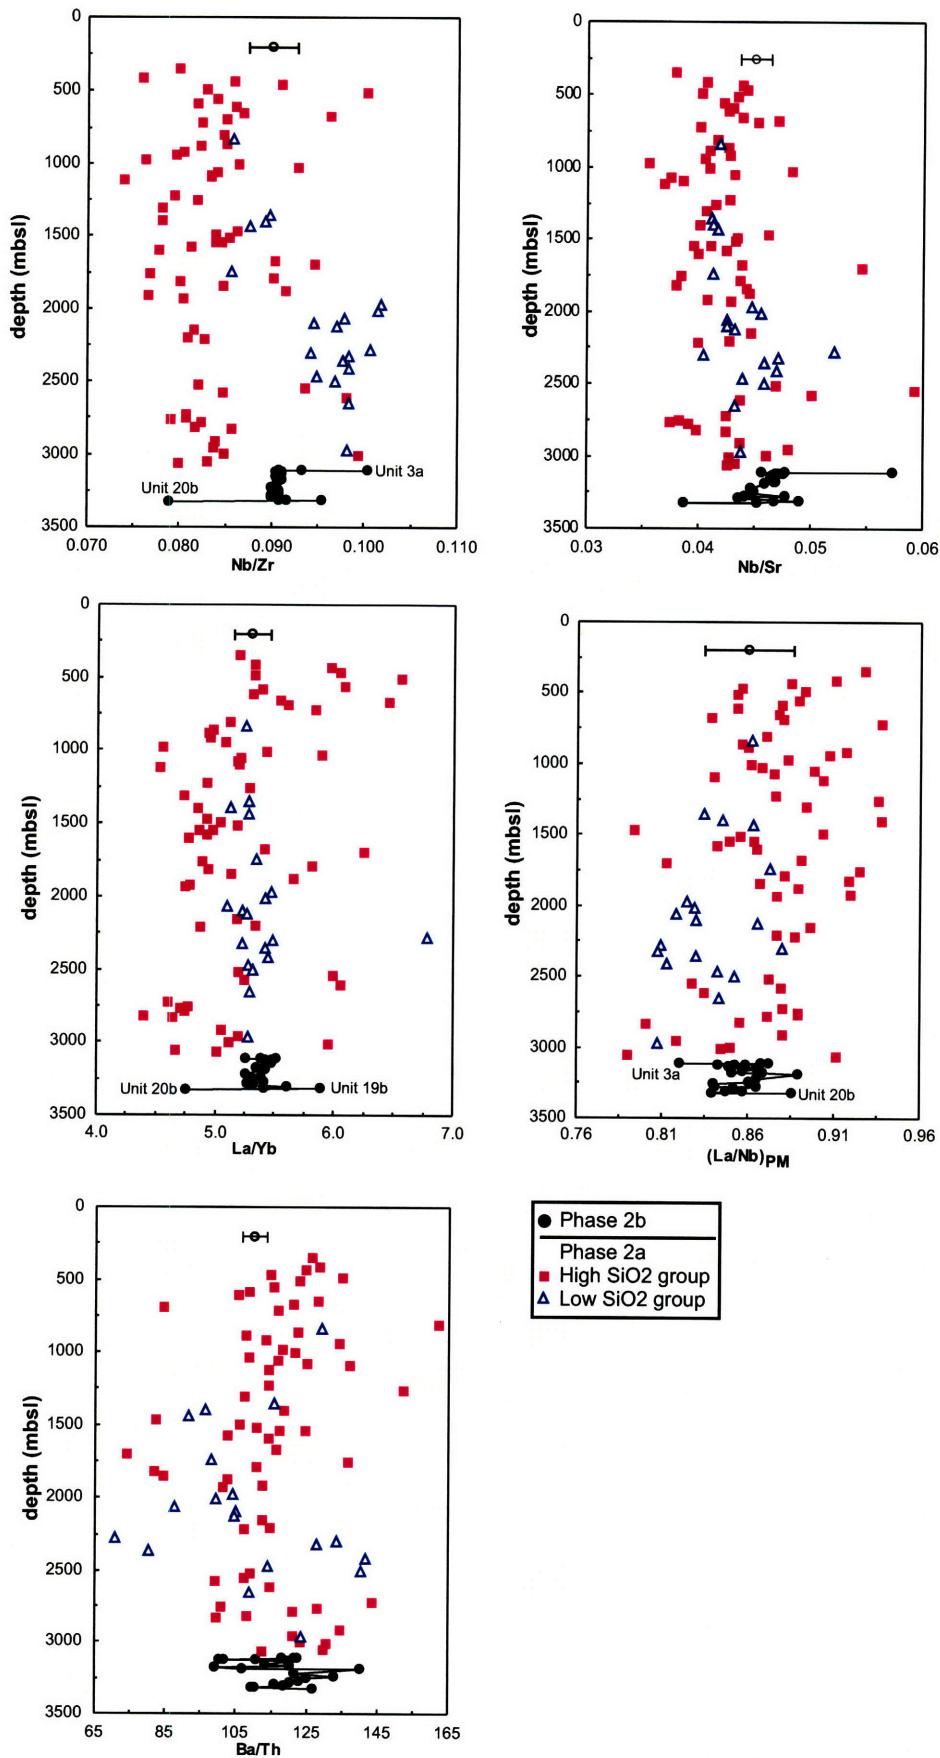 0
500
1000
1500
2000
2500
3000
3500
depth (mbsl)
Unit 3a
Unit 20b
0.070 0.080 0.090 0.100 0.110
Nb/Zr
0
500
1000
1500
2000
2500
3000
3500
depth (mbsl)
0.03 0.04 0.05 0.06
Nb/Sr
0
500
1000
1500
2000
2500
3000
3500
depth (mbsl)
Unit 20b Unit 19b
4.0 5.0 6.0 7.0
La/Yb
0
500
1000
1500
2000
2500
3000
3500
depth (mbsl)
Unit 3a
Unit 20b
0.76 0.81 0.86 0.91 0.96
(La/Nb)PM
0
500
1000
1500
2000
2500
3000
3500
depth (mbsl)
65 85 105 125 145 165
Ba/Th
Phase 2b
Phase 2a
High SiO2 group
Low SiO2 group